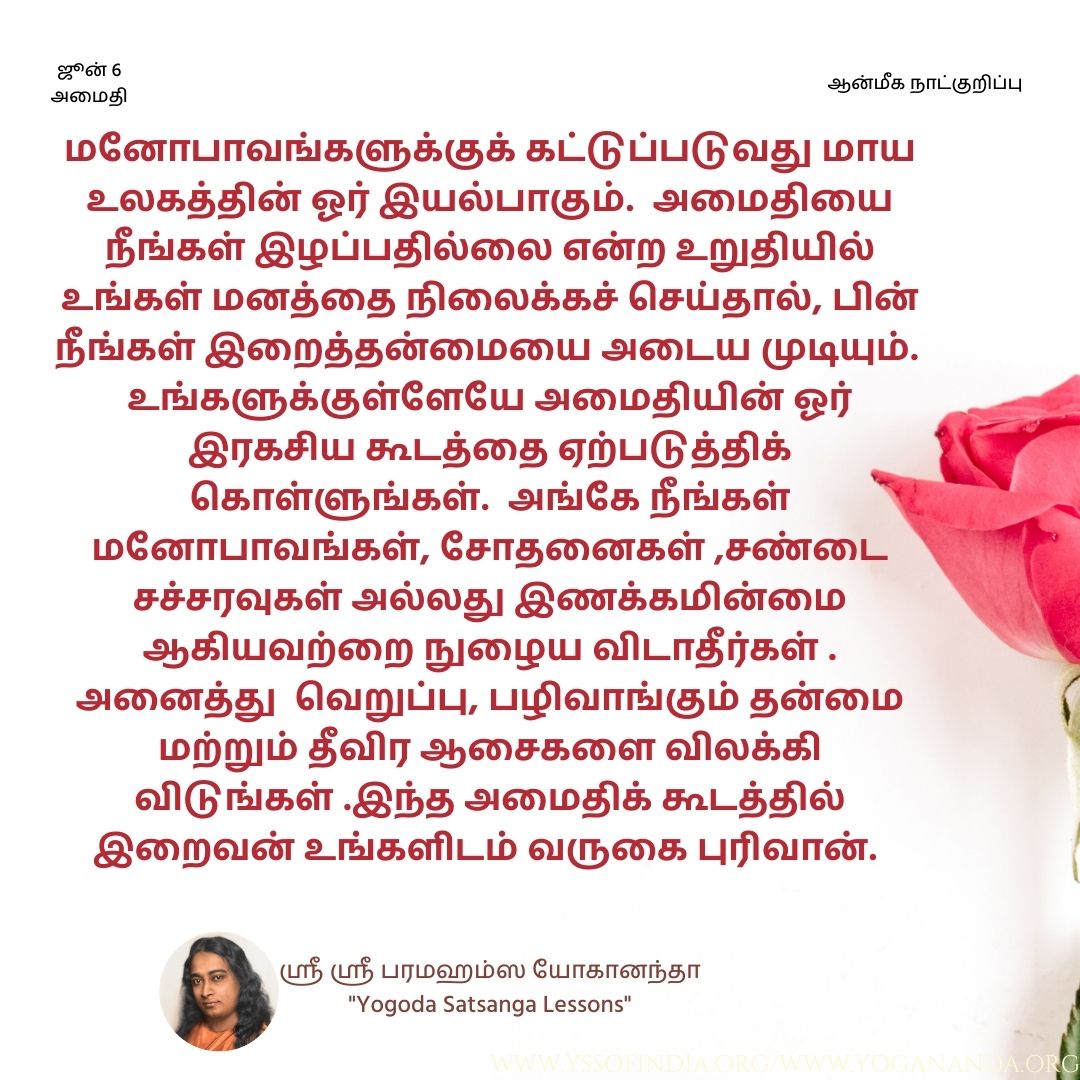 ஜூன் 6
அமைதி
ஆன்மீக நாட்குறிப்பு
மனோபாவங்களுக்குக் கட்டுப்படுவது மாய
உலகத்தின் ஓர் இயல்பாகும்.  அமைதியை
நீங்கள் இழப்பதில்லை என்ற உறுதியில்
உங்கள் மனத்தை நிலைக்கச் செய்தால், பின்
நீங்கள் இறைத்தன்மையை அடைய முடியும்.
உங்களுக்குள்ளேயே அமைதியின் ஓர்
இரகசிய கூடத்தை ஏற்படுத்திக்
கொள்ளுங்கள்.  அங்கே நீங்கள்
மனோபாவங்கள், சோதனைகள் ,சண்டை
சச்சரவுகள் அல்லது இணக்கமின்மை
ஆகியவற்றை நுழைய விடாதீர்கள் .
அனைத்து  வெறுப்பு, பழிவாங்கும் தன்மை
மற்றும் தீவிர ஆசைகளை விலக்கி
விடுங்கள் .இந்த அமைதிக் கூடத்தில்
இறைவன் உங்களிடம் வருகை புரிவான்.
ஸ்ரீ ஸ்ரீ பரமஹம்ஸ யோகானந்தா
"Yogoda Satsanga Lessons"
WWW.YSSOFINDIA.ORG/WWW.YOGANANDA.ORG